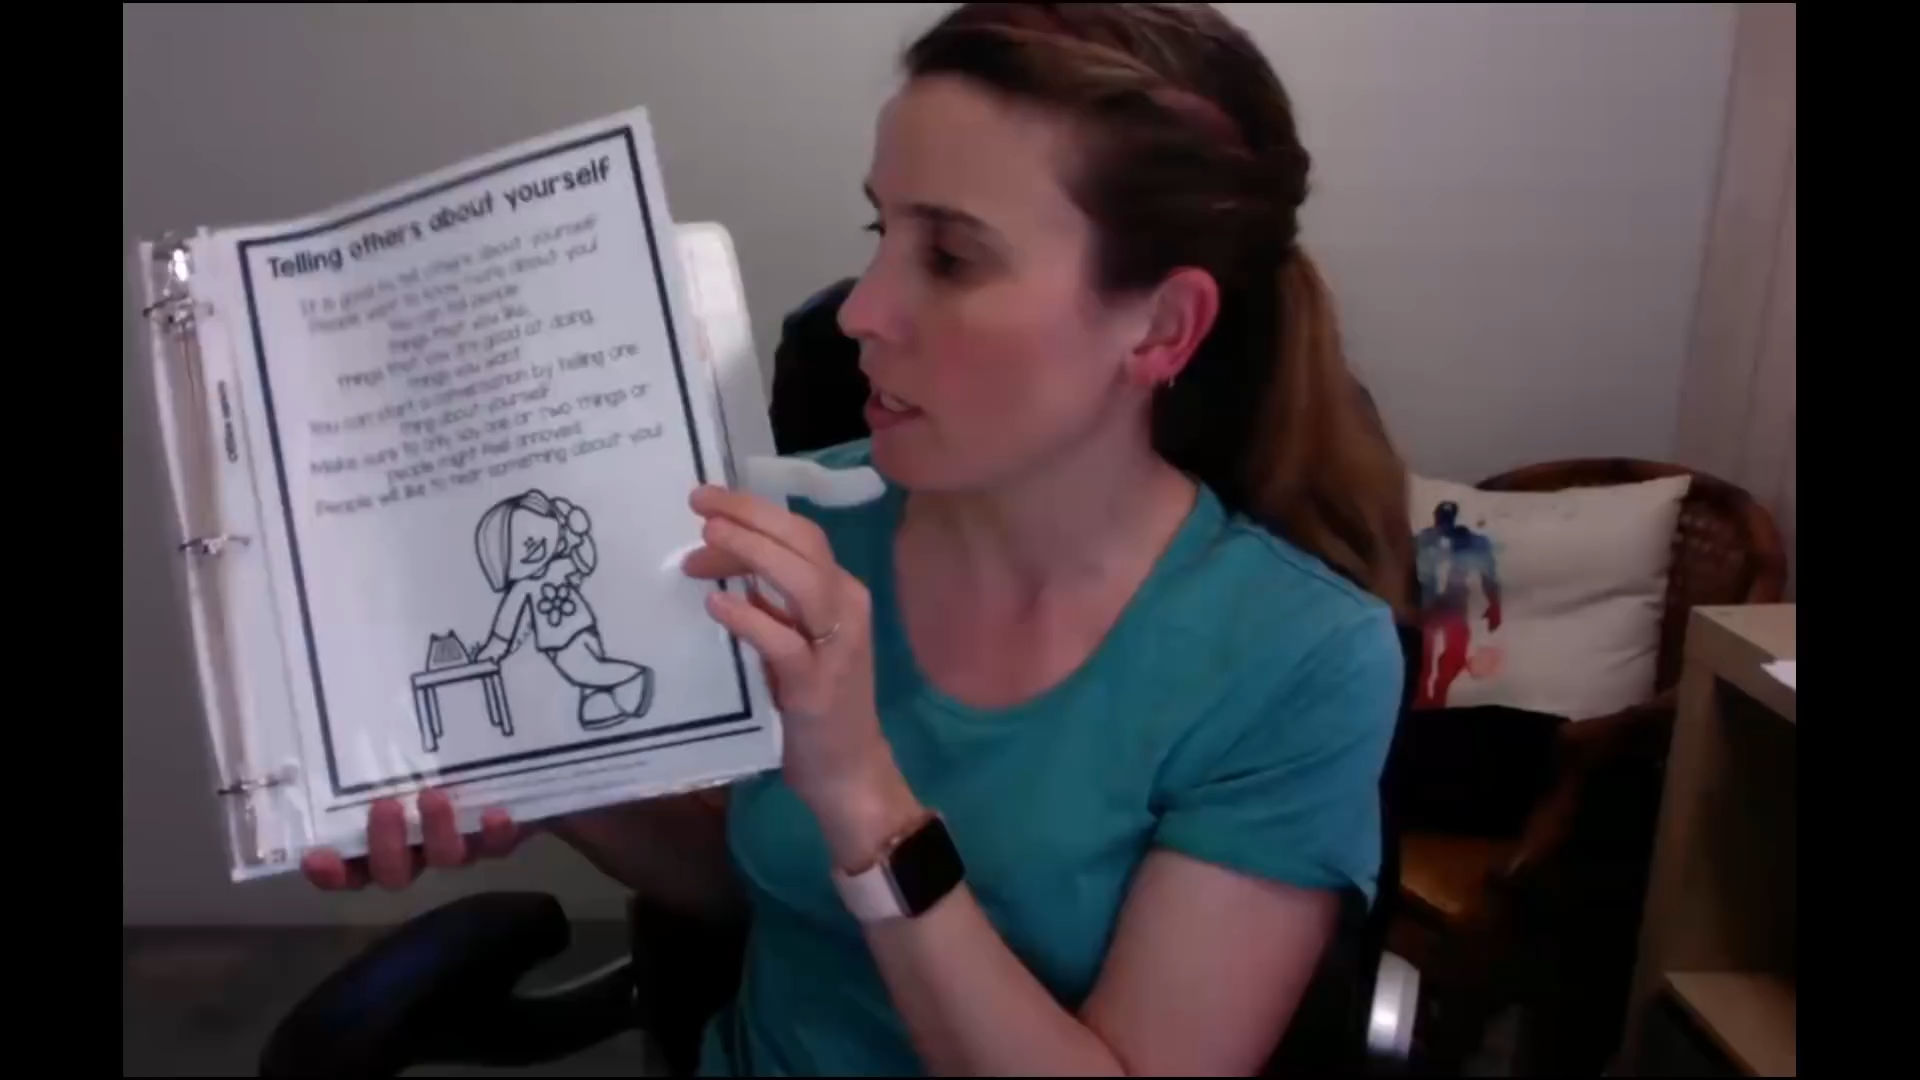 Telling others about yourself
It is good to tell others about yourself.
People want to know more about you!
You can tell people
things that you like,
things that you are good at doing,
things you want.
You can start a conversation by telling one
thing about yourself.
Make sure to only say one or two things or
people might feel annoyed.
People will like to hear something about you!